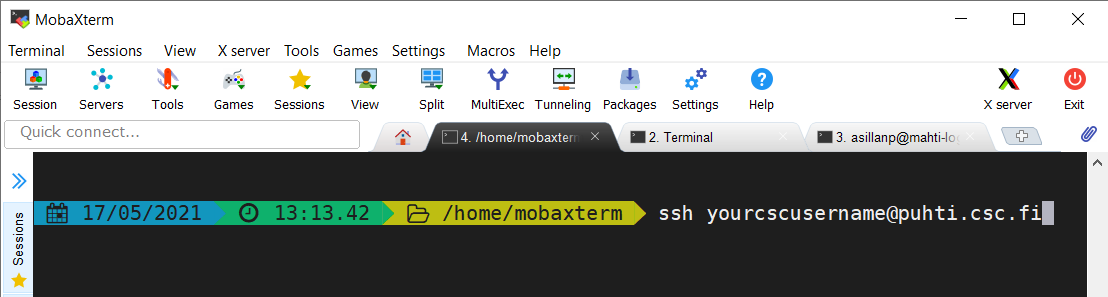 MobaXterm
Terminal Sessions View X server Tools Games Settings Macros Help
Session Servers Tools Games Sessions View Split MultiExec Tunneling Packages Settings Help X server Exit
Quick connect... 4. /home/mobaxterm 2. Terminal 3. asillanp@mahti-lo
17/05/2021 13:13.42 /home/mobaxterm ssh yourcscusername@puhti.csc.fi
Sessions